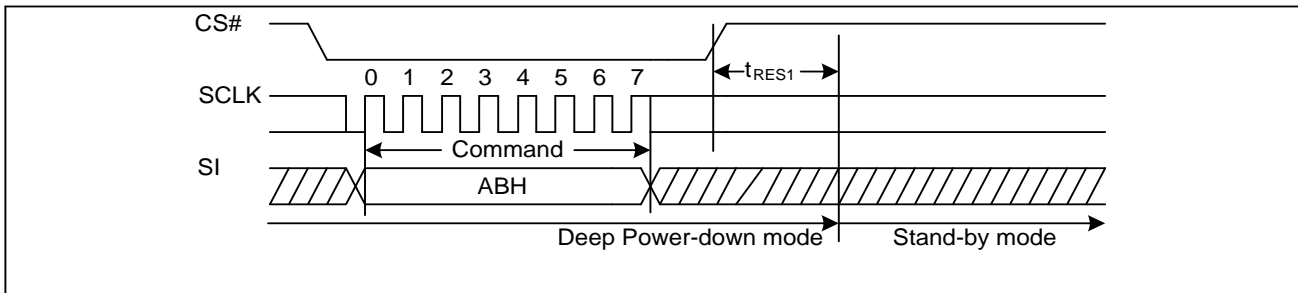 CS#
tRES1
0 1 2 3 4 5 6 7
SCLK
Command
SI
ABH
Deep Power-down mode Stand-by mode